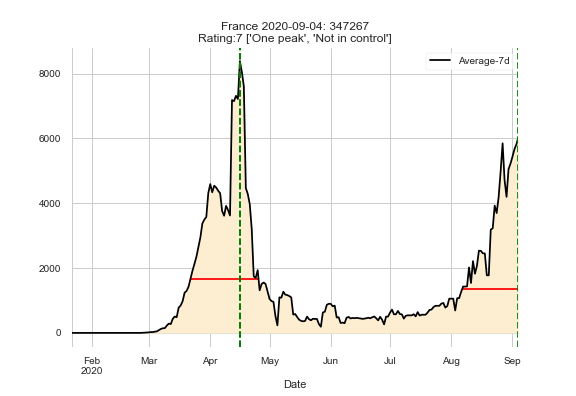 France 2020-09-04: 347267
Rating:7 ['One peak', 'Not in control']
Average-7d
8000
6000
4000
2000
0
Feb Mar Apr May Jun Jul Aug Sep
2020
Date